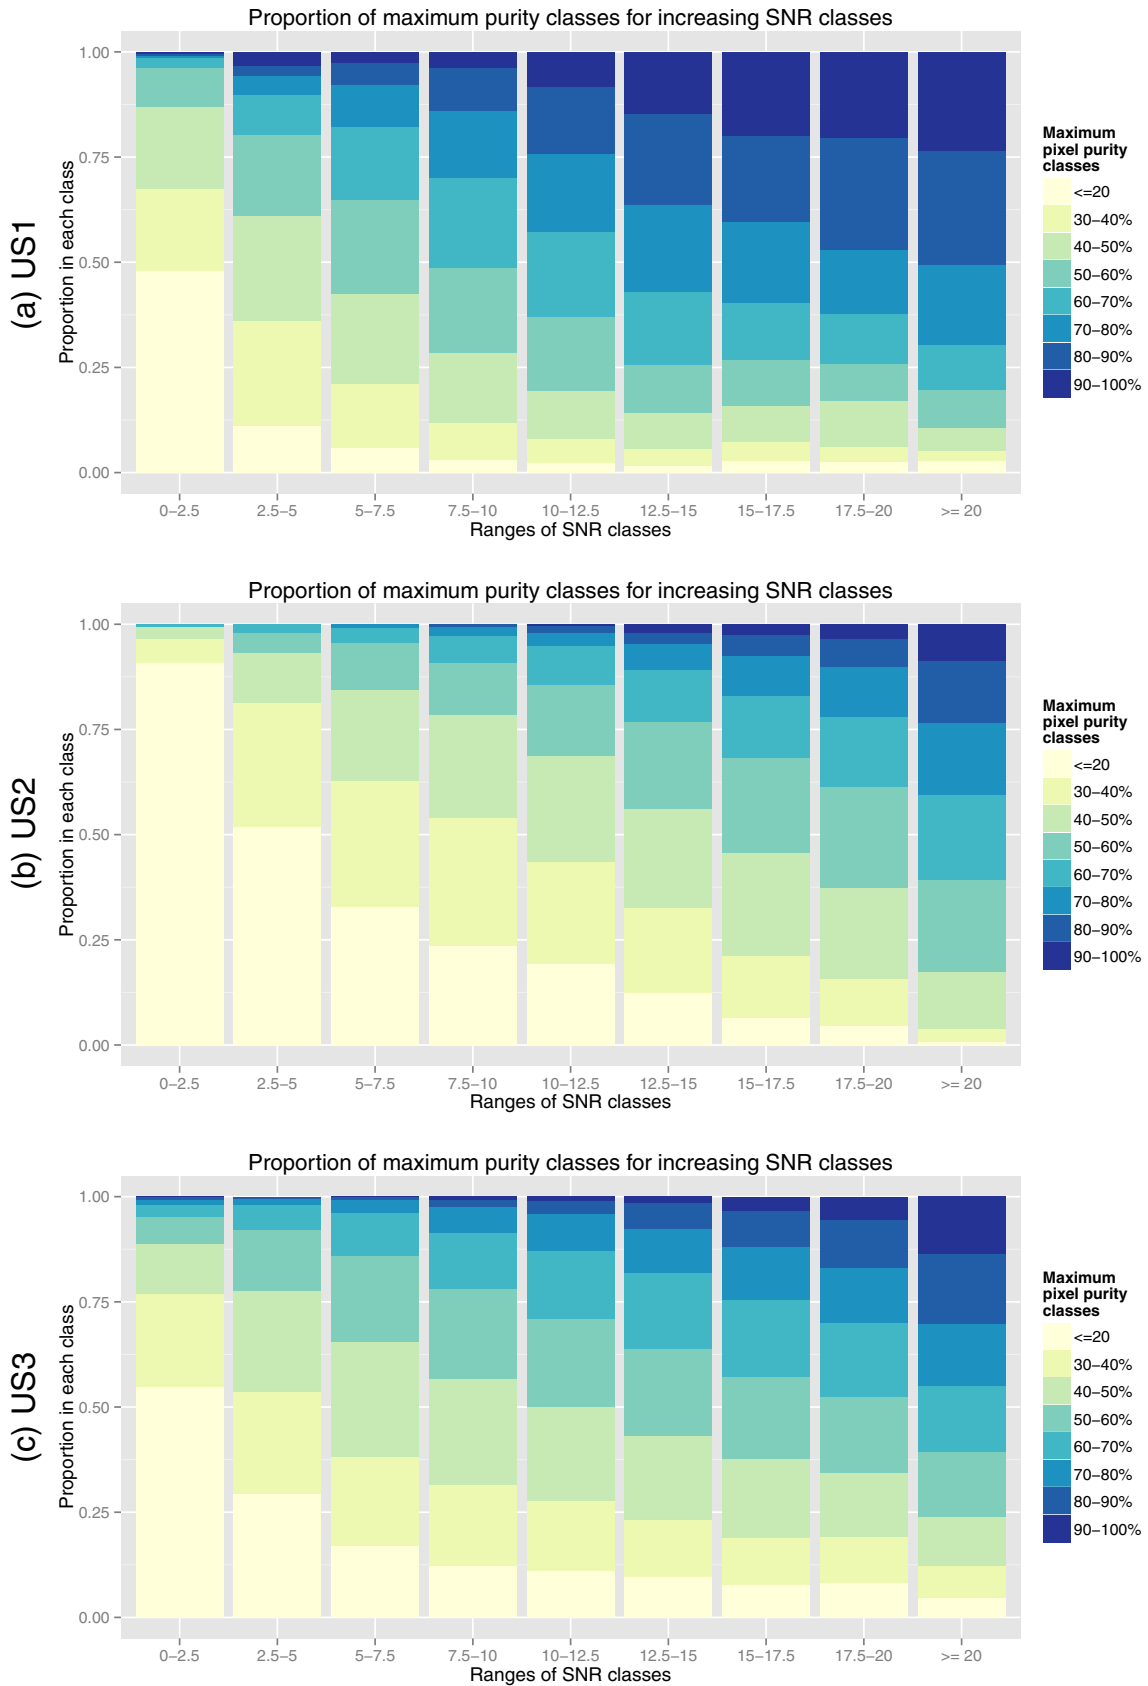 (a) US1
Proportion of maximum purity classes for increasing SNR classes
Proportion in each class
1.00
0.75
0.50
0.25
0.00
0−2.5 2.5−5 5−7.5 7.5−10 10−12.5 12.5−15 15−17.5 17.5−20 >= 20
Ranges of SNR classes
Maximum
pixel purity
classes
<=20
30−40%
40−50%
50−60%
60−70%
70−80%
80−90%
90−100%
(b) US2
Proportion of maximum purity classes for increasing SNR classes
Proportion in each class
1.00
0.75
0.50
0.25
0.00
0−2.5 2.5−5 5−7.5 7.5−10 10−12.5 12.5−15 15−17.5 17.5−20 >= 20
Ranges of SNR classes
Maximum
pixel purity
classes
<=20
30−40%
40−50%
50−60%
60−70%
70−80%
80−90%
90−100%
(c) US3
Proportion of maximum purity classes for increasing SNR classes
Proportion in each class
1.00
0.75
0.50
0.25
0.00
0−2.5 2.5−5 5−7.5 7.5−10 10−12.5 12.5−15 15−17.5 17.5−20 >= 20
Ranges of SNR classes
Maximum
pixel purity
classes
<=20
30−40%
40−50%
50−60%
60−70%
70−80%
80−90%
90−100%